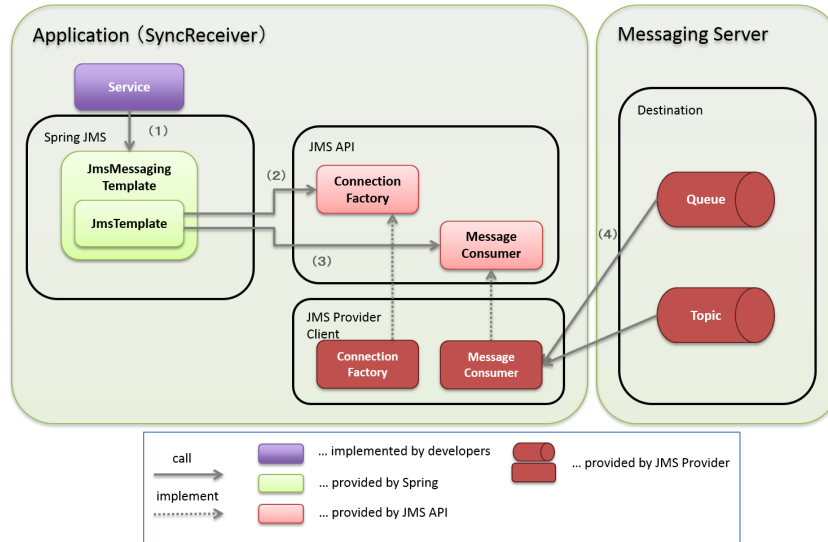 Application (SyncReceiver)
Messaging Server
Service
(1)
Spring JMS
JmsMessaging
Template
JmsTemplate
(2)
(3)
JMS API
Connection
Factory
Message
Consumer
JMS Provider
Client
Connection
Factory
Message
Consumer
Destination
Queue
(4)
Topic
call
implement
... implemented by developers
... provided by Spring
... provided by JMS API
... provided by JMS Provider